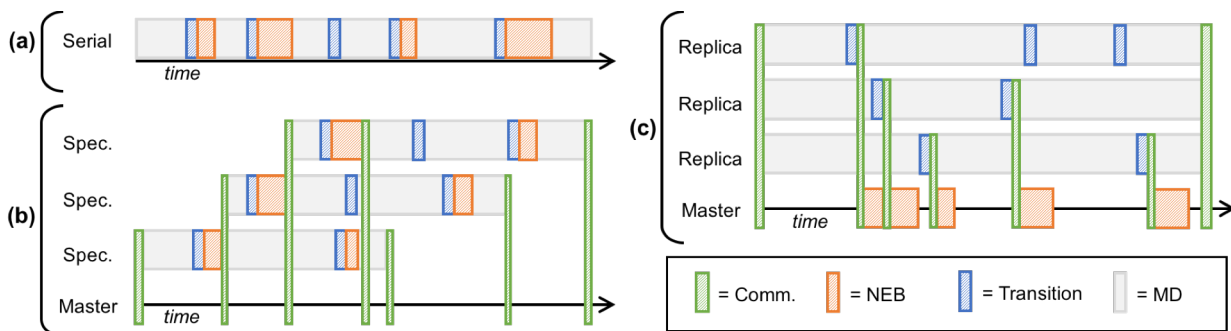 (a)
Serial
time
(b)
Spec.
Spec.
Spec.
Master
time
(c)
Replica
Replica
Replica
Master
time
= Comm.
= NEB
= Transition
= MD